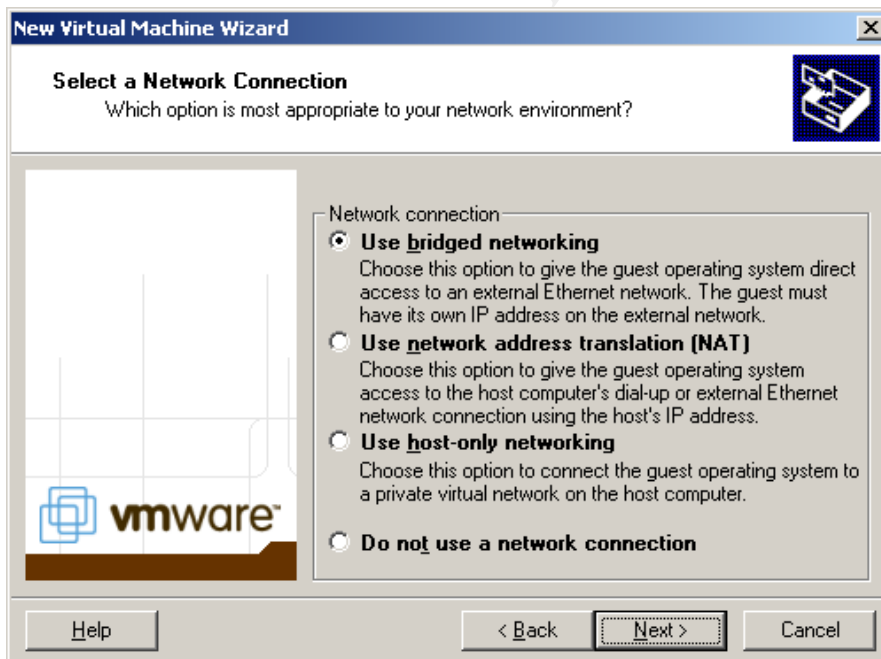 New Virtual Machine Wizard
Select a Network Connection
Which option is most appropriate to your network environment?
Network connection
Use bridged networking
Choose this option to give the guest operating system direct
access to an external Ethernet network. The guest must
have its own IP address on the external network.
Use network address translation (NAT)
Choose this option to give the guest operating system
access to the host computer's dial-up or external Ethernet
network connection using the host's IP address.
Use host-only networking
Choose this option to connect the guest operating system to
a private virtual network on the host computer.
Do not use a network connection
vmware™
Help
< Back
Next >
Cancel